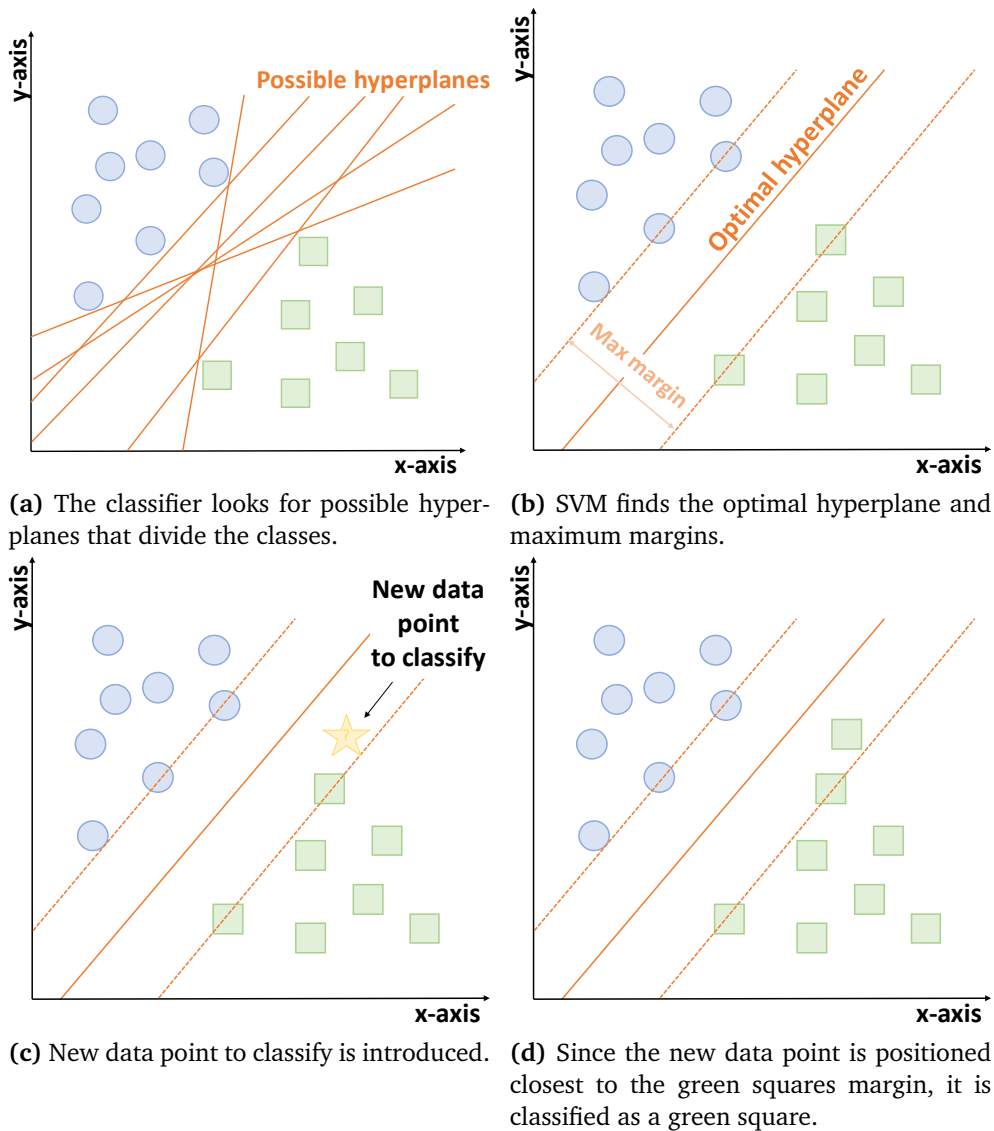 y-axis
Possible hyperplanes
x-axis
(a) The classifier looks for possible hyper-
planes that divide the classes.
y-axis
Optimal hyperplane
Max margin
x-axis
(b) SVM finds the optimal hyperplane and
maximum margins.
y-axis
New data
point
to classify
?
x-axis
(c) New data point to classify is introduced.
y-axis
x-axis
(d) Since the new data point is positioned
closest to the green squares margin, it is
classified as a green square.